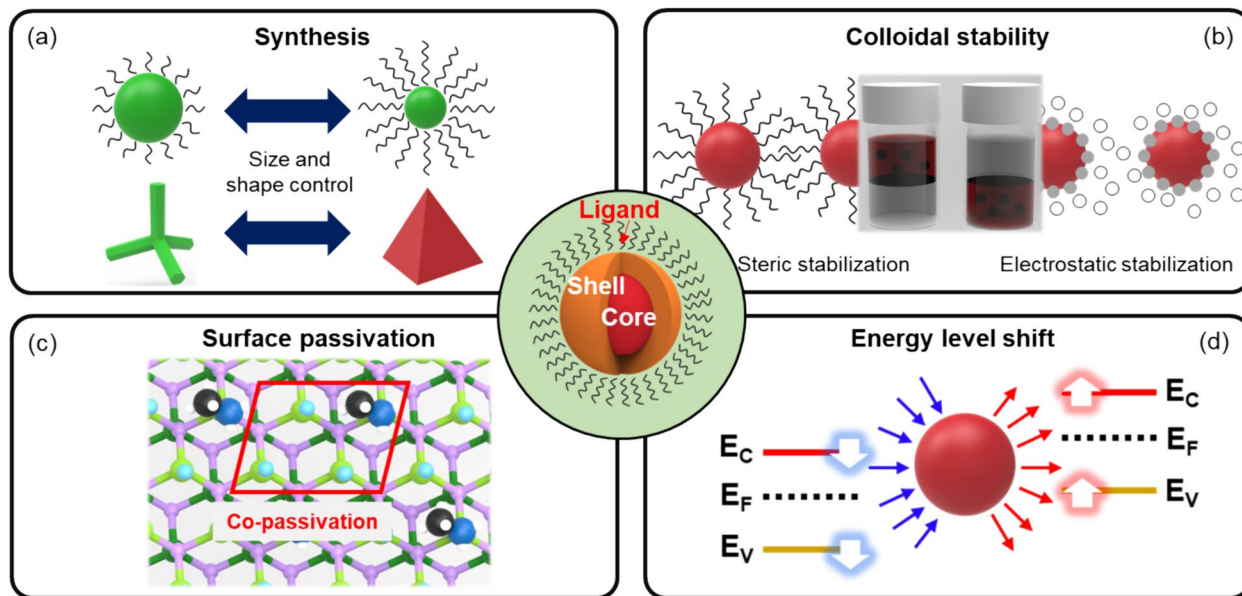 (a)
Synthesis
Size and
shape control
Colloidal stability
(b)
Steric stabilization
Electrostatic stabilization
Ligand
Shell
Core
(c)
Surface passivation
Co-passivation
Energy level shift
(d)
E_C
E_F
E_V
E_C
E_F
E_V